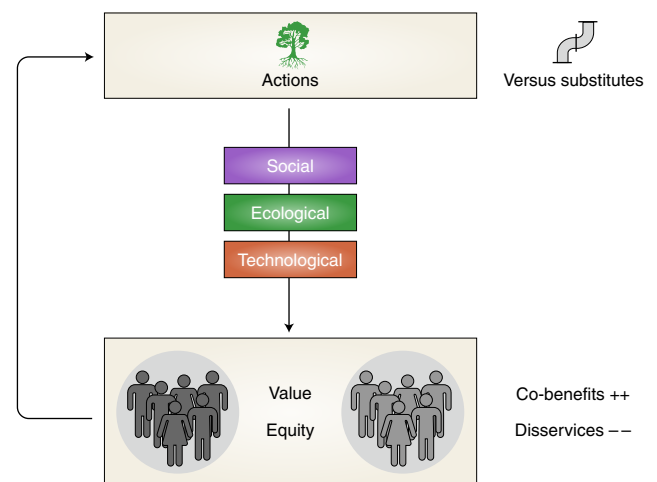 Actions
Versus substitutes
Social
Ecological
Technological
Value
Equity
Co-benefits ++
Disservices − −